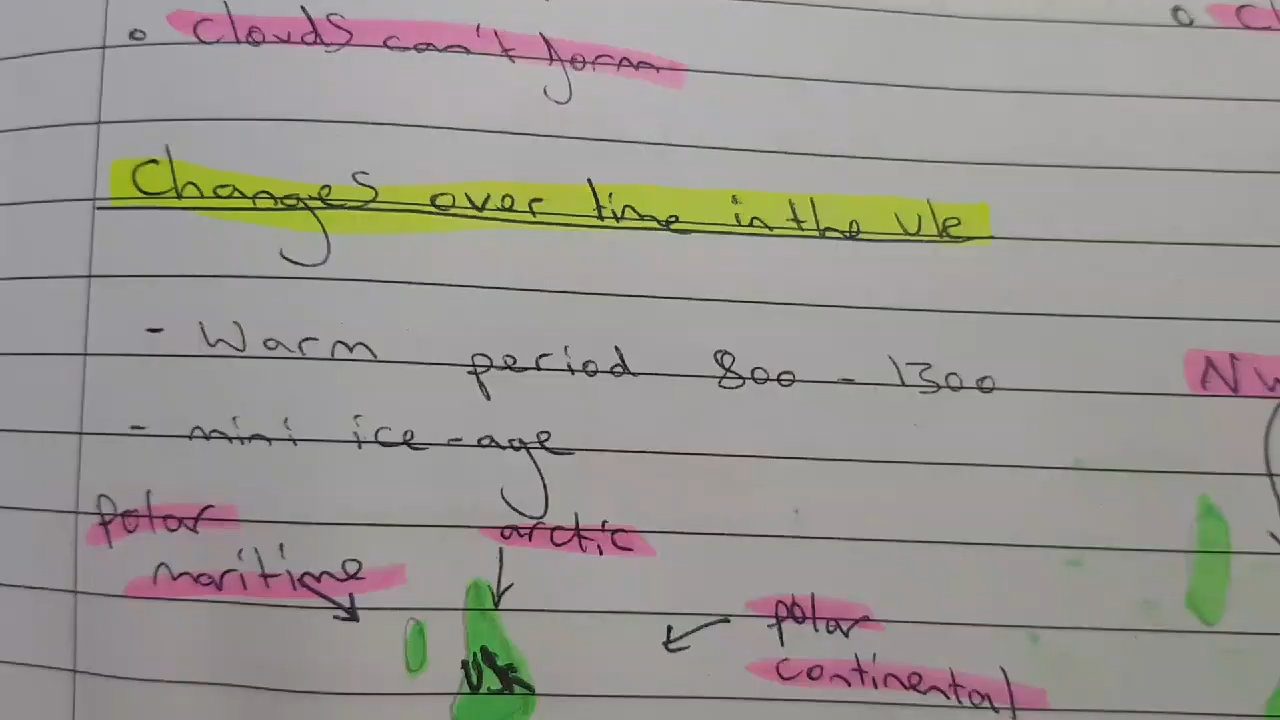 clouds can't form
Changes over time in the UK
- Warm period 800 - 1300
- mini ice-age
polar
maritime
arctic
polar
continental
UK